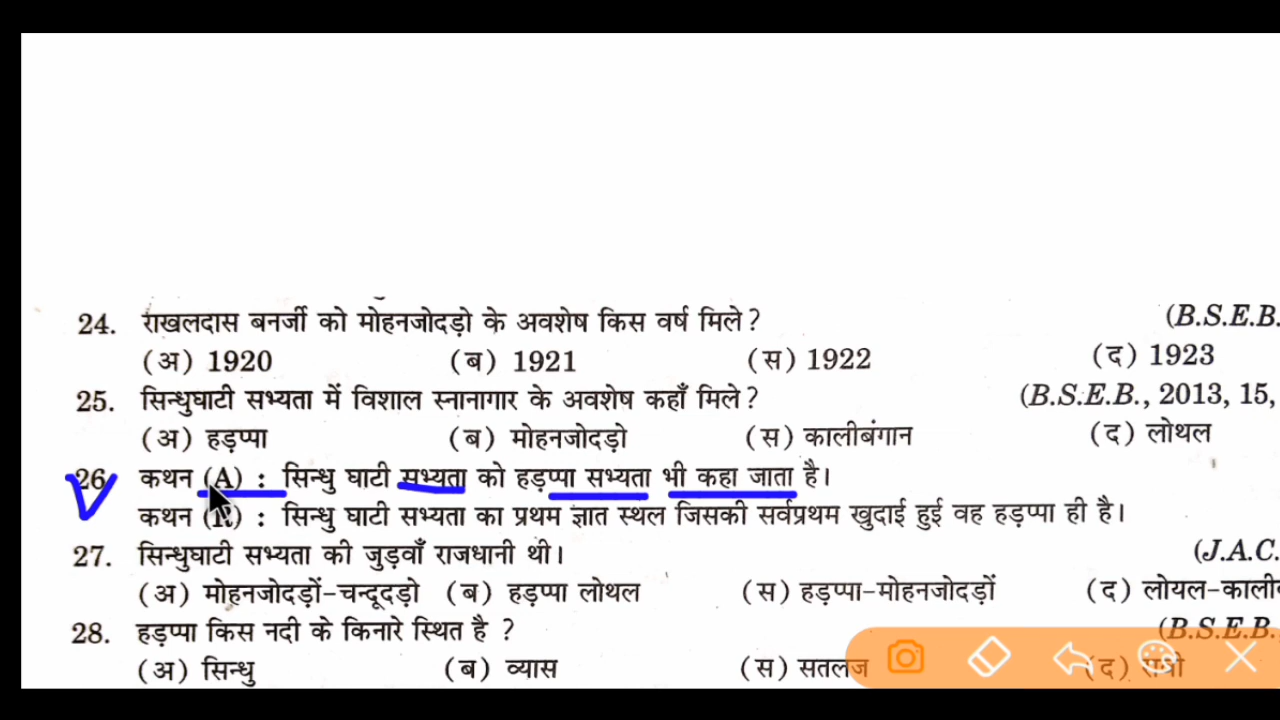 24. राखलदास बनर्जी को मोहनजोदड़ो के अवशेष किस वर्ष मिले ? (B.S.E.B.
(अ) 1920 (ब) 1921 (स) 1922 (द) 1923
25. सिन्धुघाटी सभ्यता में विशाल स्नानागार के अवशेष कहाँ मिले ? (B.S.E.B., 2013, 15,
(अ) हड़प्पा (ब) मोहनजोदड़ो (स) कालीबंगान (द) लोथल
26 कथन (A) : सिन्धु घाटी सभ्यता को हड़प्पा सभ्यता भी कहा जाता है।
कथन (R) : सिन्धु घाटी सभ्यता का प्रथम ज्ञात स्थल जिसकी सर्वप्रथम खुदाई हुई वह हड़प्पा ही है।
27. सिन्धुघाटी सभ्यता की जुड़वाँ राजधानी थी। (J.A.C.
(अ) मोहनजोदड़ों-चन्दूदड़ो (ब) हड़प्पा लोथल (स) हड़प्पा-मोहनजोदड़ों (द) लोयल-काली
28. हड़प्पा किस नदी के किनारे स्थित है ? (B.S.E.B.
(अ) सिन्धु (ब) व्यास (स) सतलज (द) रावी